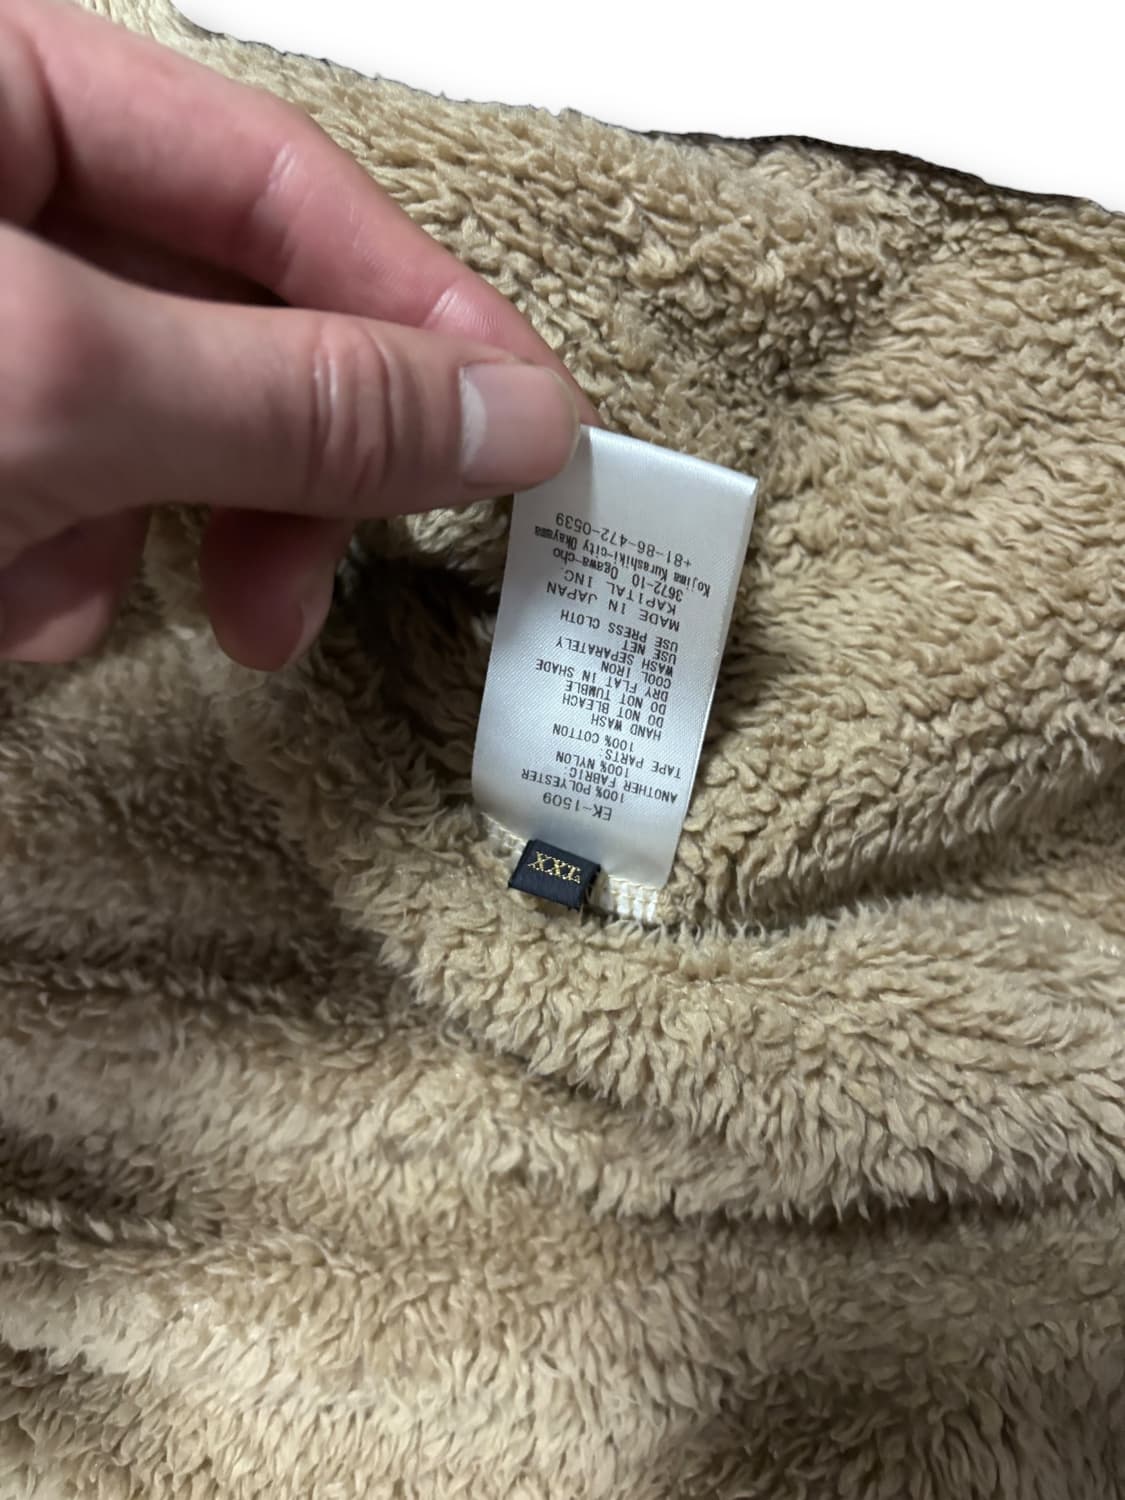 EK-1509
100% POLYESTER
ANOTHER FABRIC:
100% NYLON
TAPE PARTS:
100% COTTON
HAND WASH
DO NOT BLEACH
DO NOT TUMBLE
DRY FLAT IN SHADE
COOL IRON
WASH SEPARATELY
USE NET
USE PRESS CLOTH
MADE IN JAPAN
KAPITAL INC.
3672-10 Ogawa-cho
Kojima Kurashiki-city Okayama
+81-86-472-0539
XXL